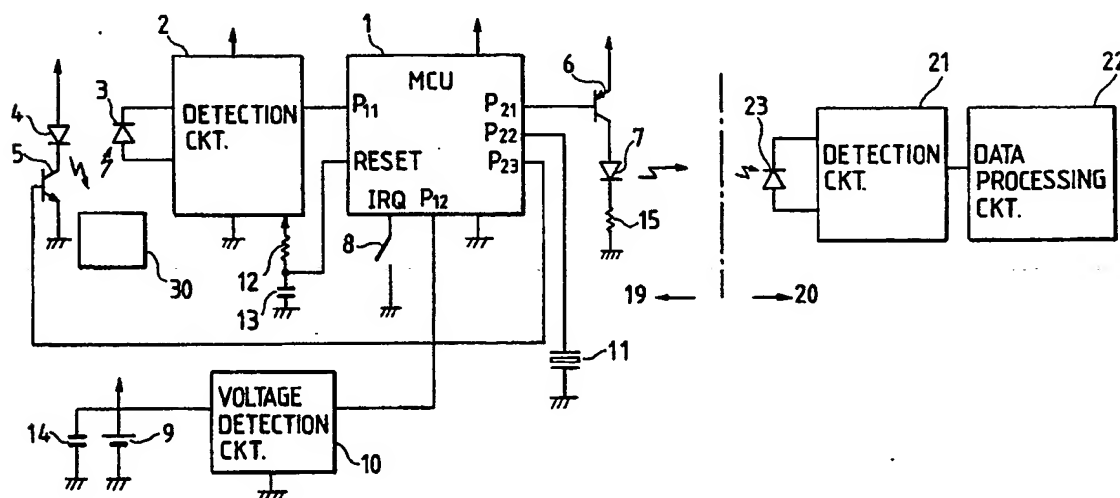 2
1
6
21
22
4
3
5
7
23
DETECTION
CKT.
MCU
P11
P21
P22
P23
RESET
IRQ
P12
DETECTION
CKT.
DATA
PROCESSING
CKT.
8
12
13
15
30
19
20
11
VOLTAGE
DETECTION
CKT.
14
9
10